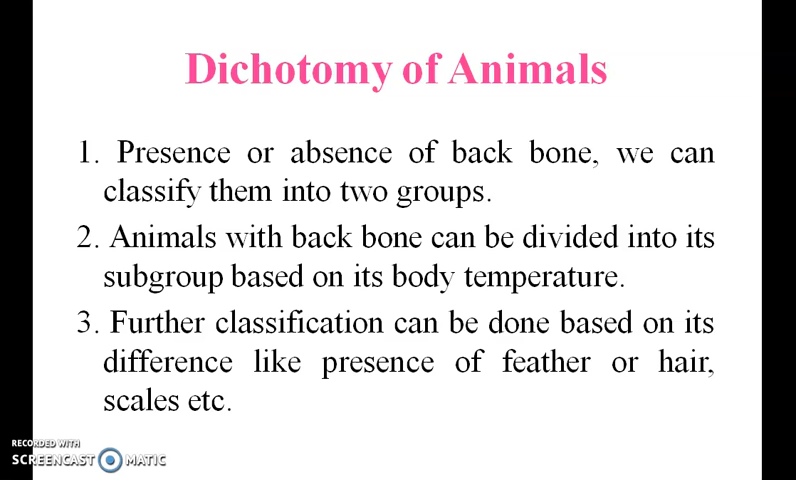 Dichotomy of Animals
1. Presence or absence of back bone, we can
classify them into two groups.
2. Animals with back bone can be divided into its
subgroup based on its body temperature.
3. Further classification can be done based on its
difference like presence of feather or hair,
scales etc.
RECORDED WITH
SCREENCAST MATIC